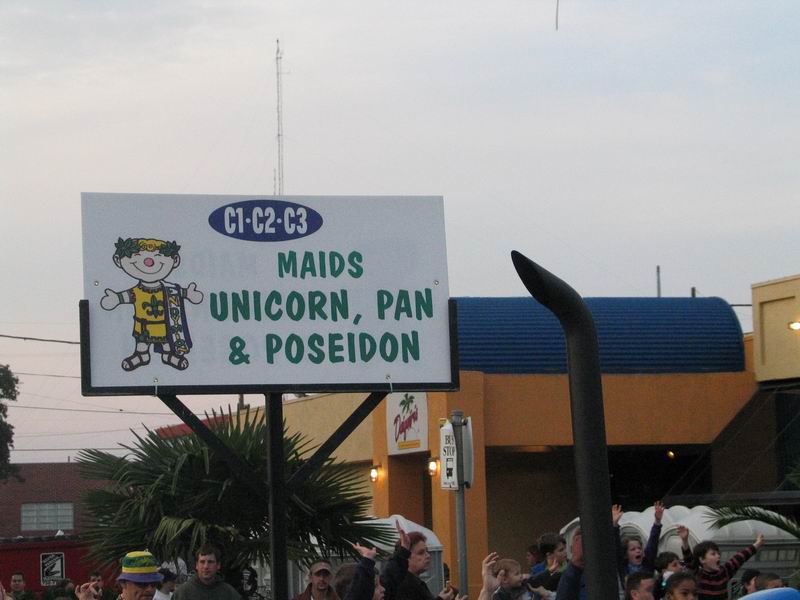 C1·C2·C3
MAIDS
UNICORN, PAN
& POSEIDON
BUS
STOP